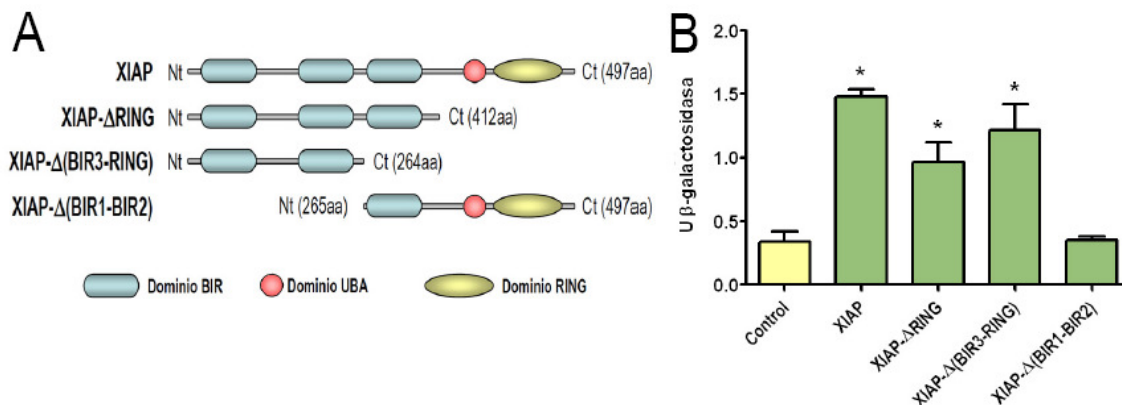 A
XIAP Nt Ct (497aa)
XIAP-ΔRING Nt Ct (412aa)
XIAP-Δ(BIR3-RING) Nt Ct (264aa)
XIAP-Δ(BIR1-BIR2) Nt (265aa) Ct (497aa)
Dominio BIR Dominio UBA Dominio RING
B
U β-galactosidasa
2.0
1.5
1.0
0.5
0.0
*
*
*
Control
XIAP
XIAP-ΔRING
XIAP-Δ(BIR3-RING)
XIAP-Δ(BIR1-BIR2)